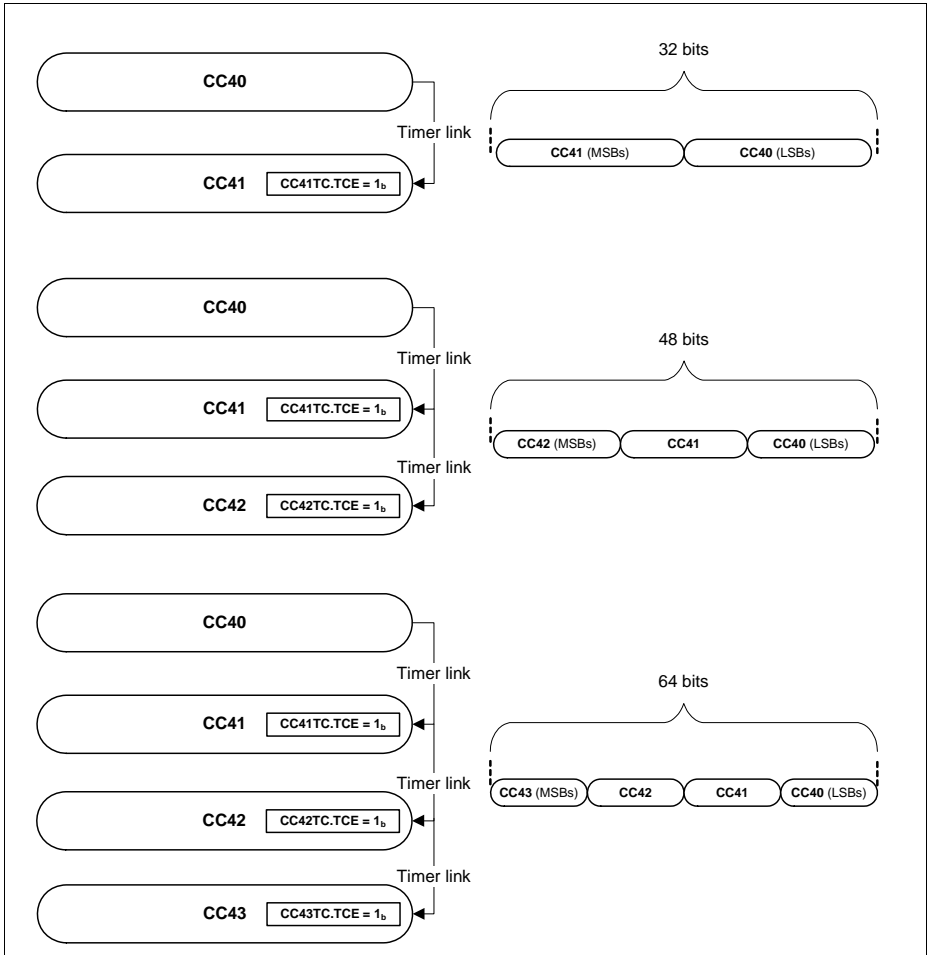 CC40
Timer link
CC41 CC41TC.TCE = 1b
32 bits
CC41 (MSBs) CC40 (LSBs)
CC40
Timer link
CC41 CC41TC.TCE = 1b
Timer link
CC42 CC42TC.TCE = 1b
48 bits
CC42 (MSBs) CC41 CC40 (LSBs)
CC40
Timer link
CC41 CC41TC.TCE = 1b
Timer link
CC42 CC42TC.TCE = 1b
Timer link
CC43 CC43TC.TCE = 1b
64 bits
CC43 (MSBs) CC42 CC41 CC40 (LSBs)